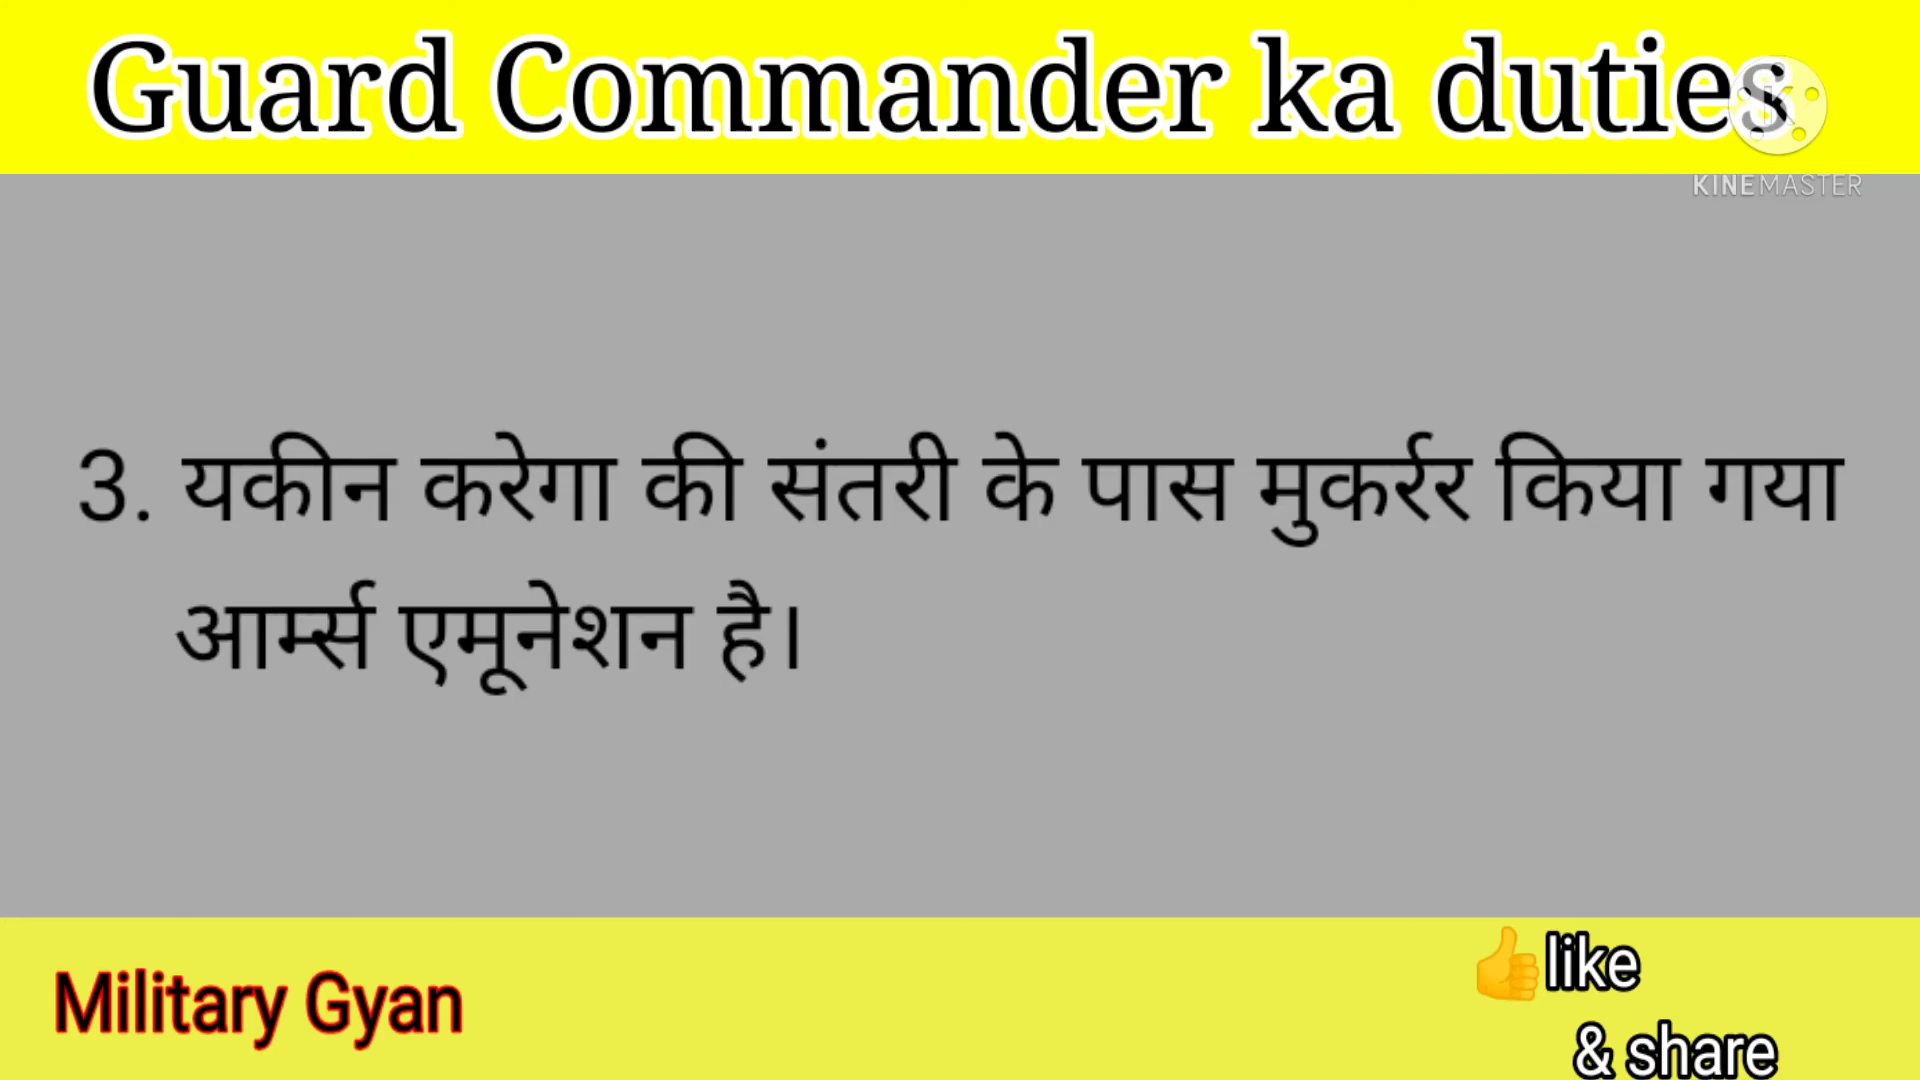 Guard Commander ka duties
KINEMASTER
3. यकीन करेगा की संतरी के पास मुकर्रर किया गया
आर्म्स एमूनेशन है।
Military Gyan
👍like
& share